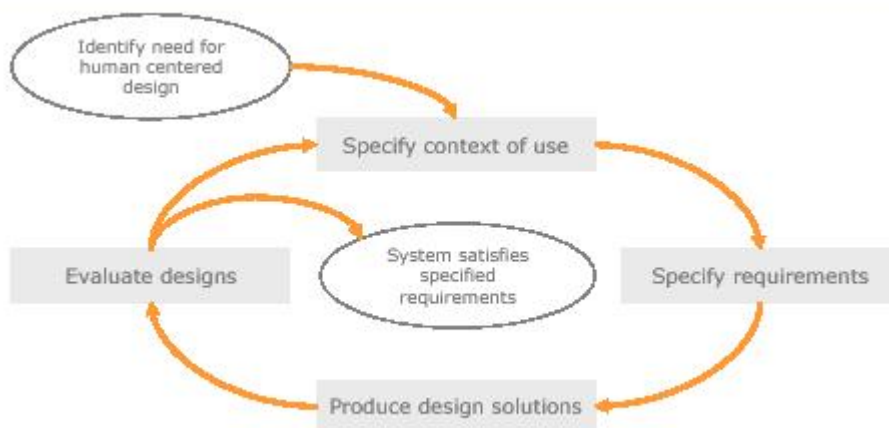 Identify need for
human centered
design
Specify context of use
Evaluate designs
System satisfies
specified
requirements
Specify requirements
Produce design solutions